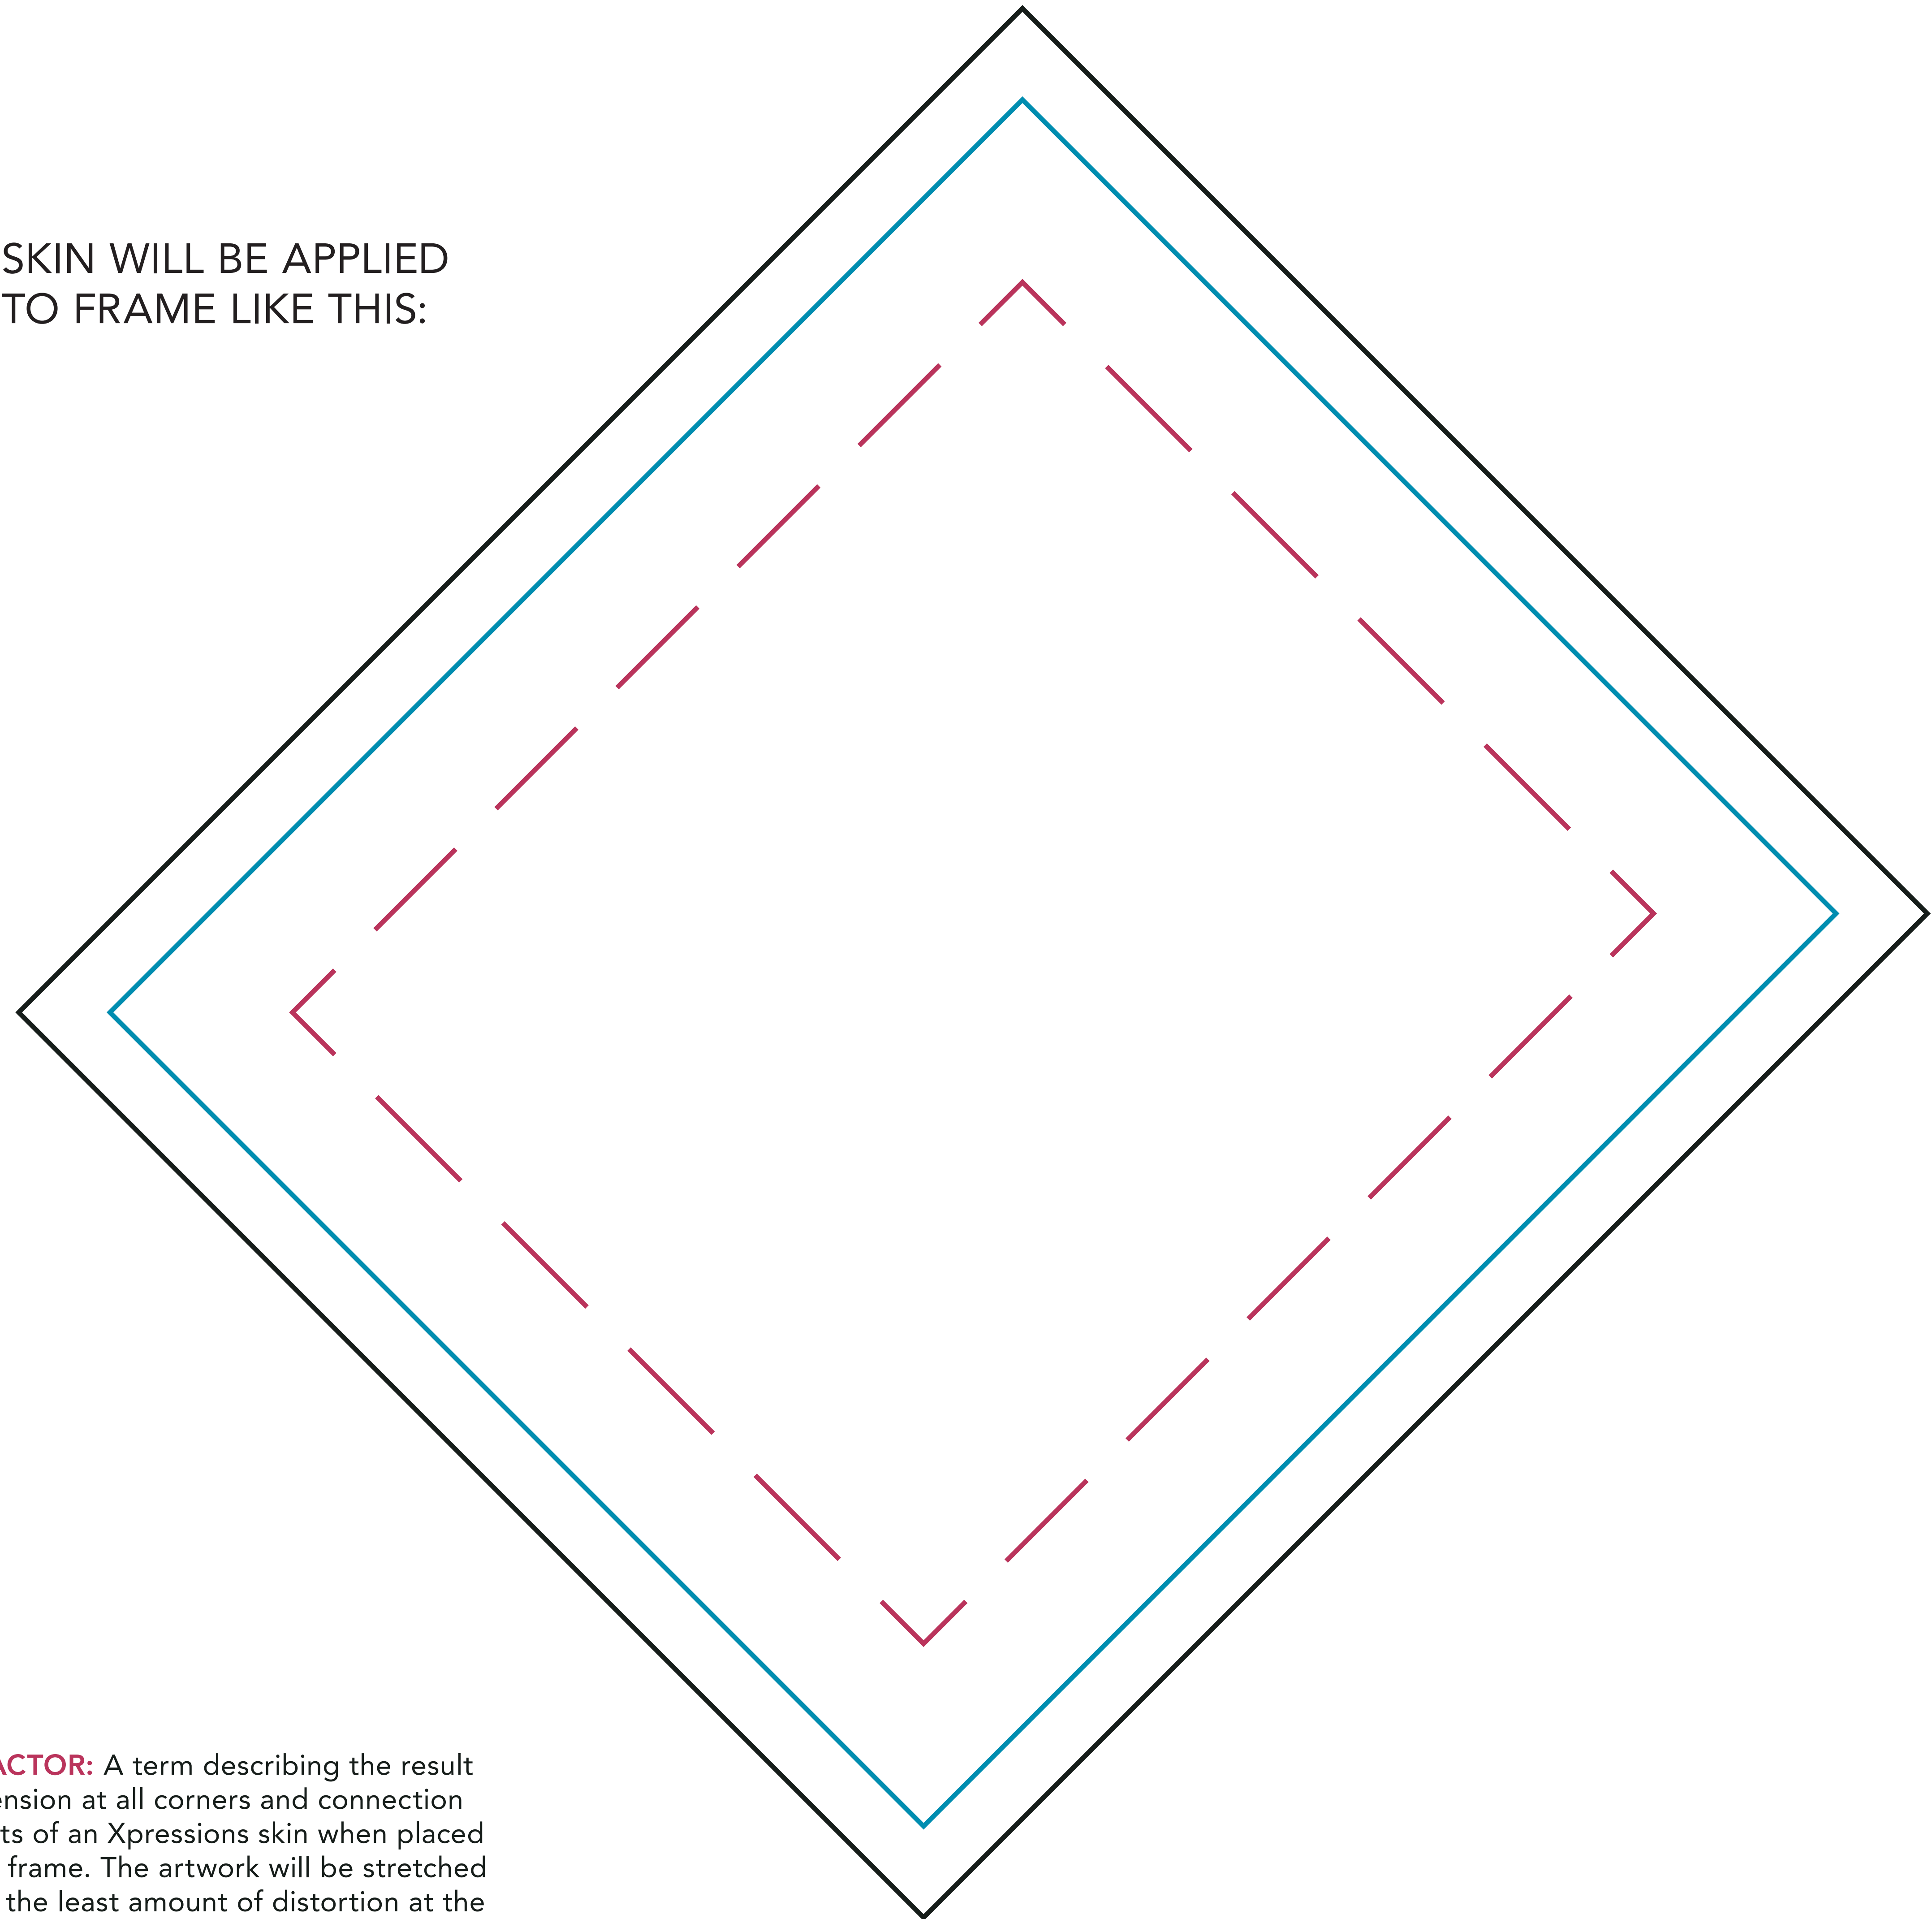 SKIN WILL BE APPLIED
TO FRAME LIKE THIS:
ACTOR: A term describing the result
ension at all corners and connection
ts of an Xpressions skin when placed
frame. The artwork will be stretched
the least amount of distortion at the